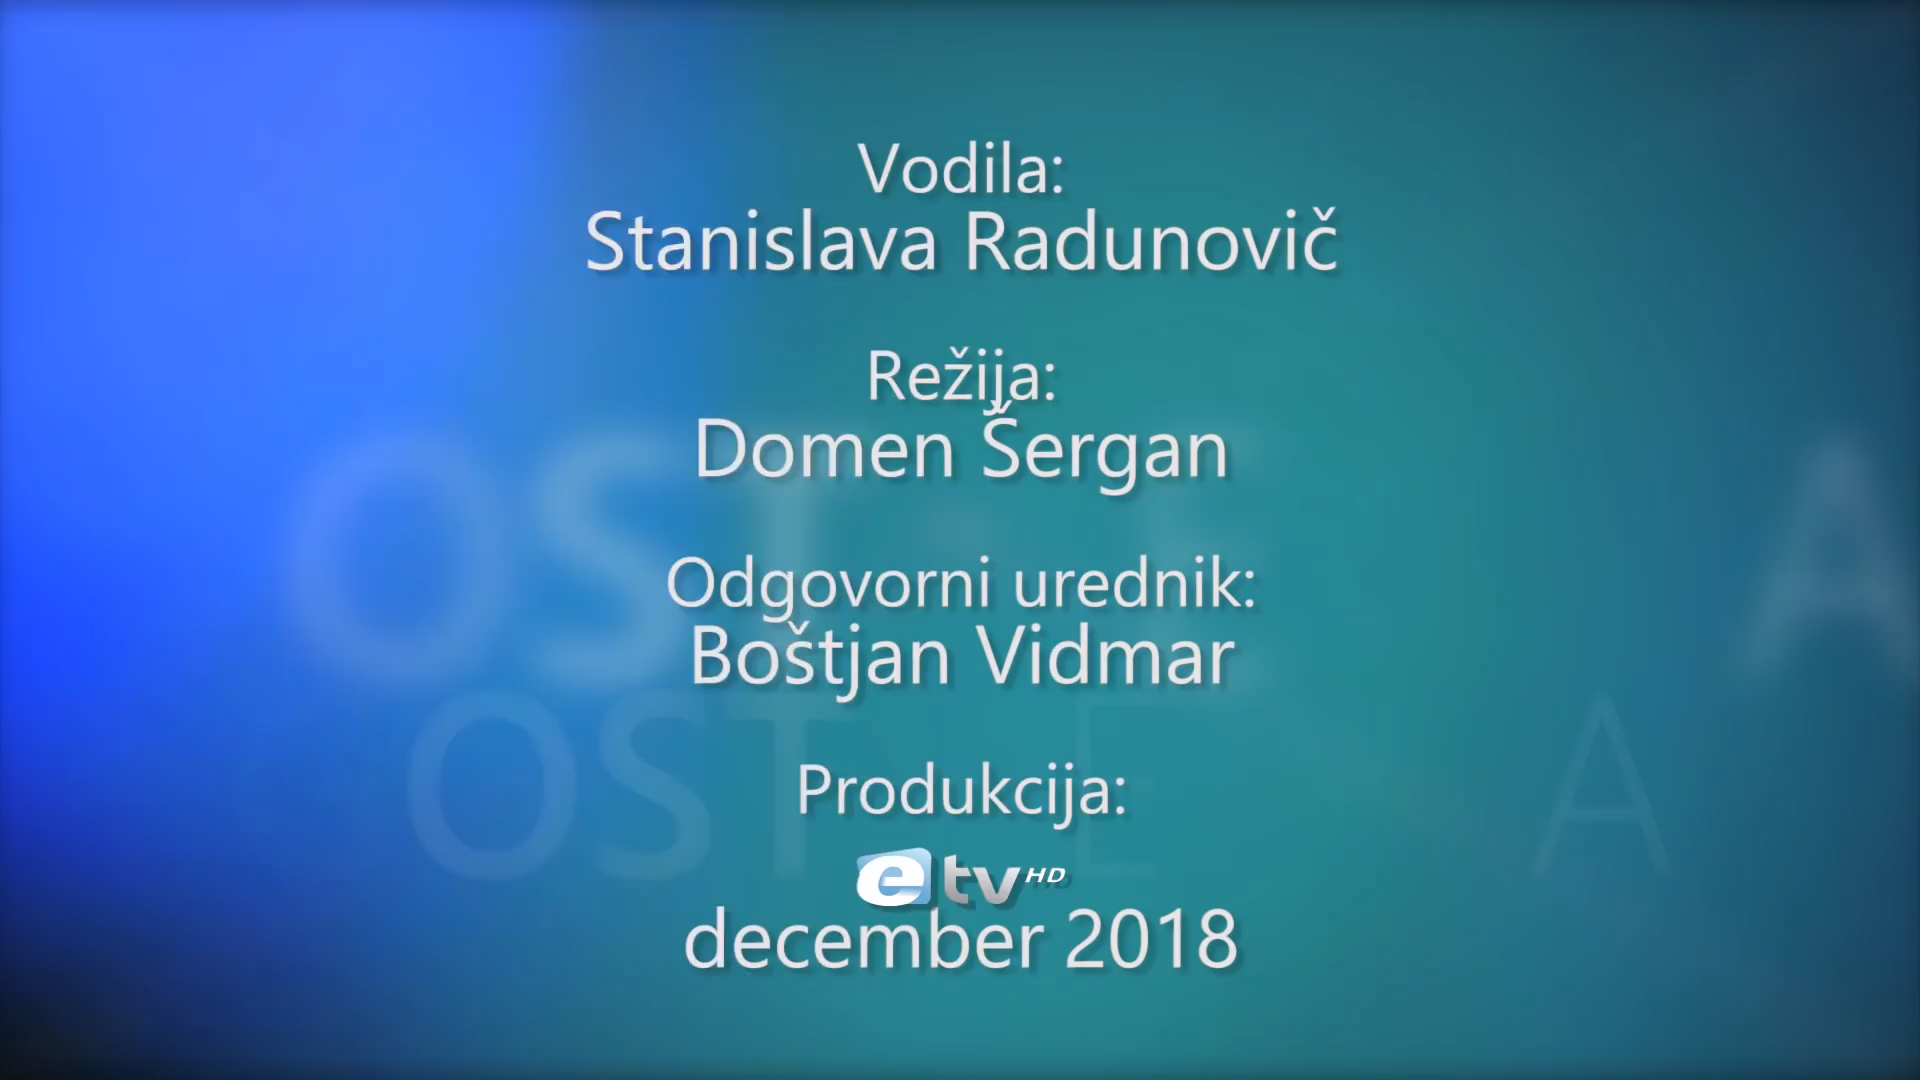 Vodila:
Stanislava Radunovič
Režija:
Domen Šergan
Odgovorni urednik:
Boštjan Vidmar
Produkcija:
etv HD
december 2018